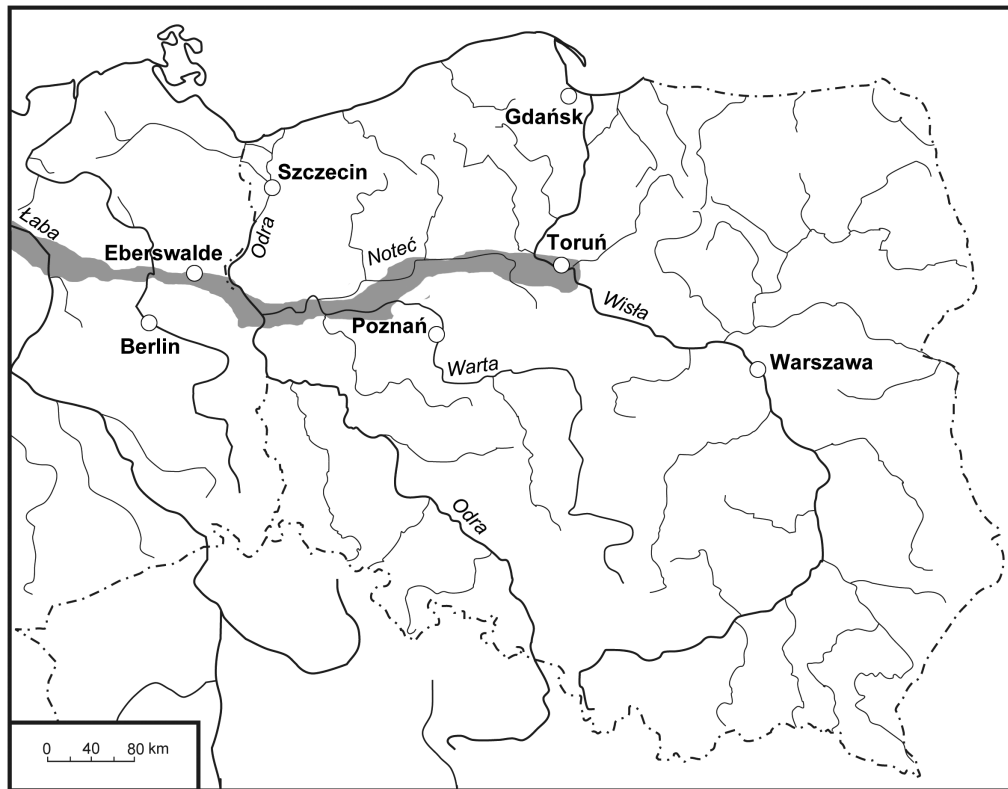 Gdańsk
Szczecin
Łaba
Odra
Eberswalde
Noteć
Toruń
Wisła
Berlin
Poznań
Warta
Warszawa
Odra
0 40 80 km